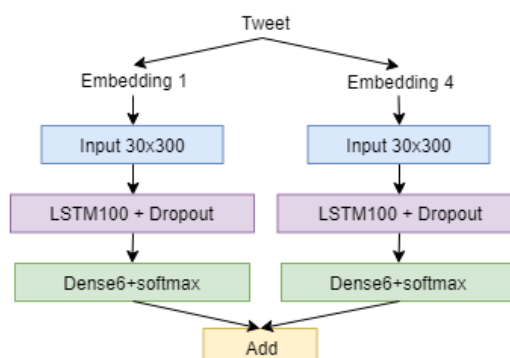 Tweet
Embedding 1
Embedding 4
Input 30x300
Input 30x300
LSTM100 + Dropout
LSTM100 + Dropout
Dense6+softmax
Dense6+softmax
Add